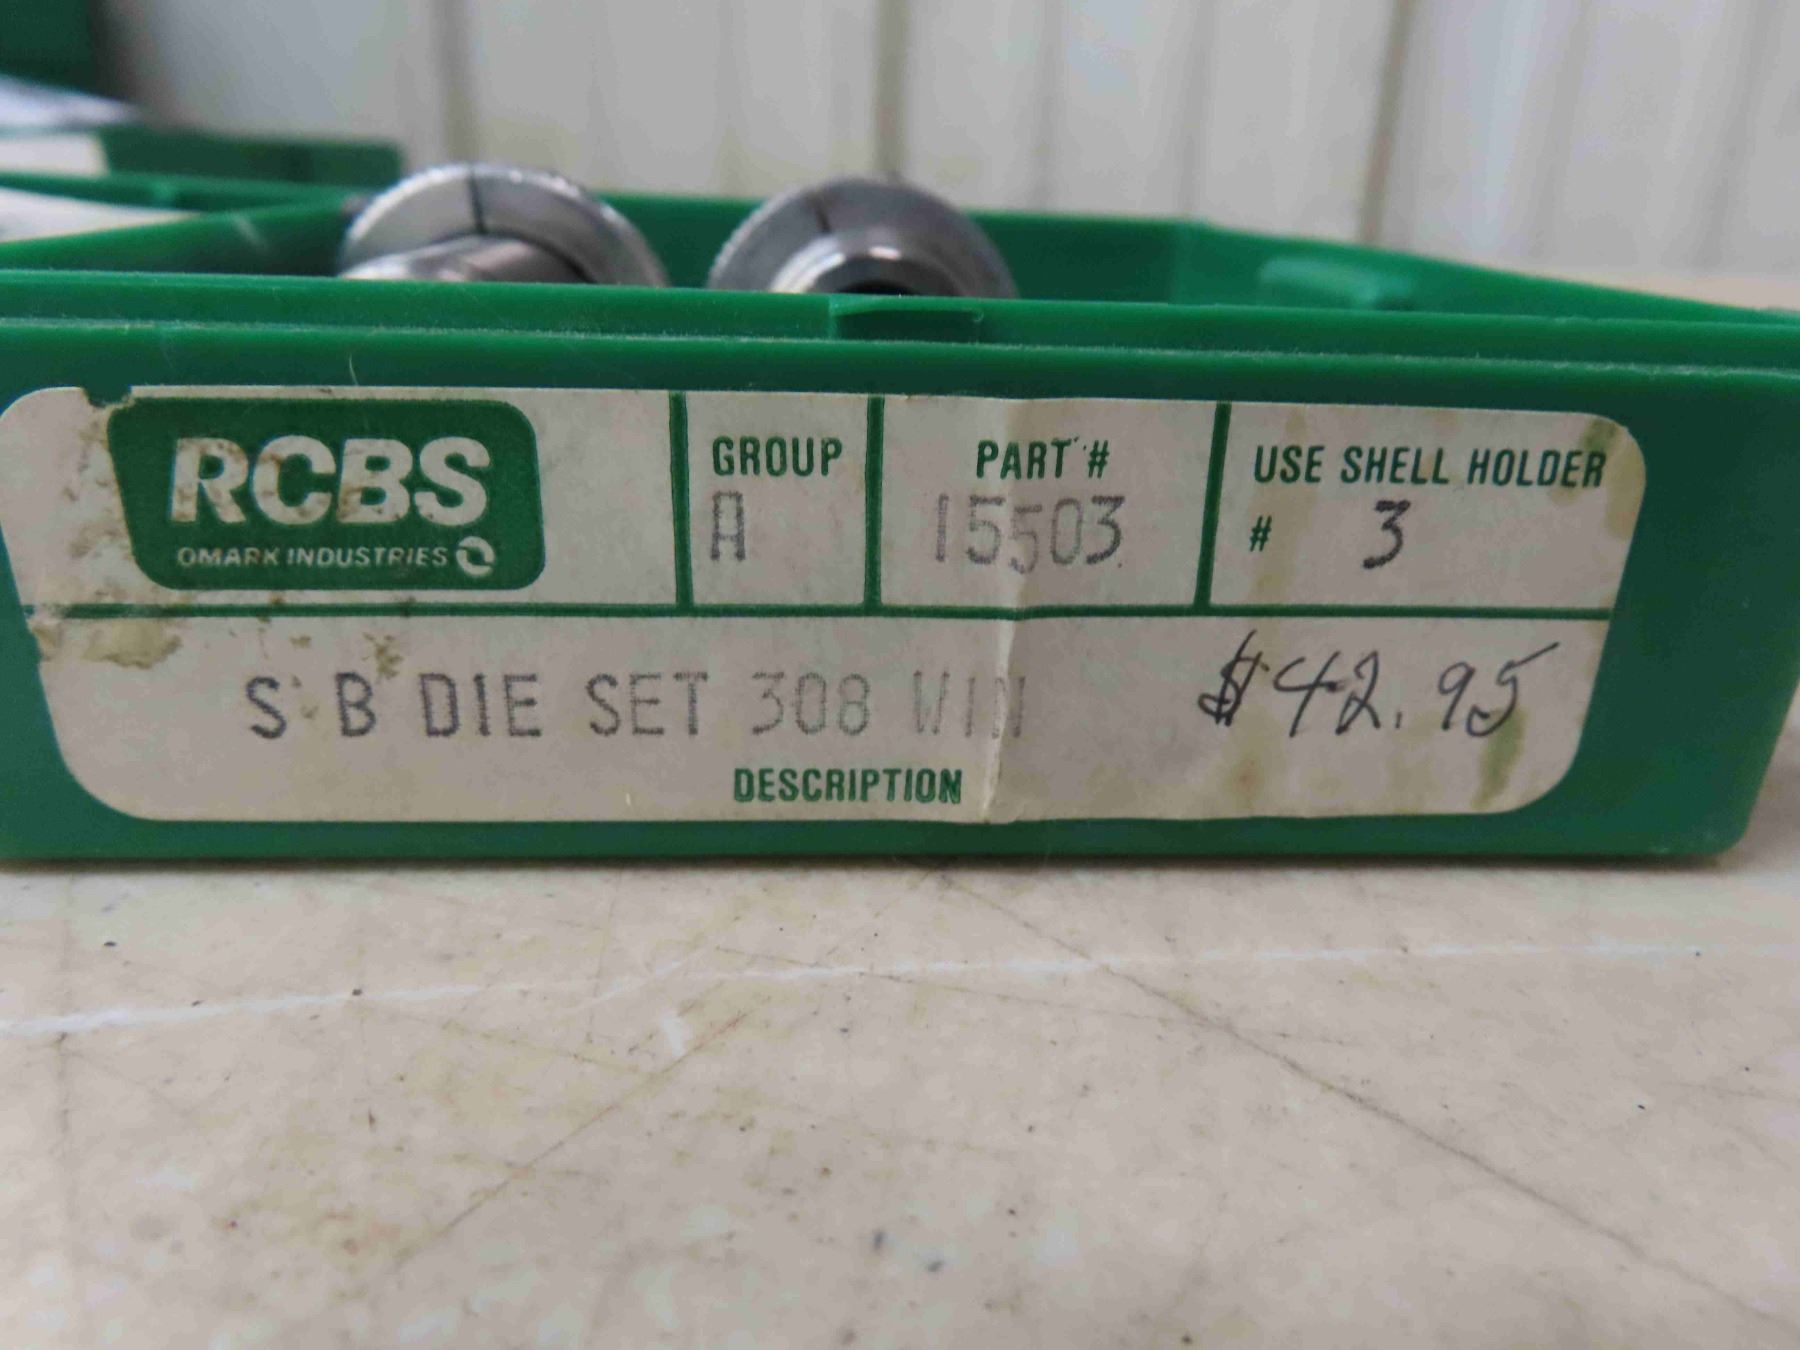 RCBS
OMARK INDUSTRIES
GROUP
A
PART #
15503
USE SHELL HOLDER
# 3
S B DIE SET 308 WIN
$42.95
DESCRIPTION